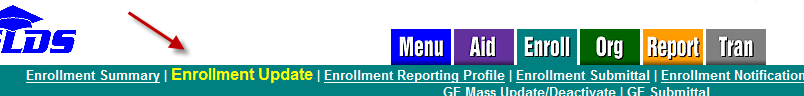 LDS
Menu Aid Enroll Org Report Tran
Enrollment Summary | Enrollment Update | Enrollment Reporting Profile | Enrollment Submittal | Enrollment Notification
GE Mass Update/Deactivate | GE Submittal